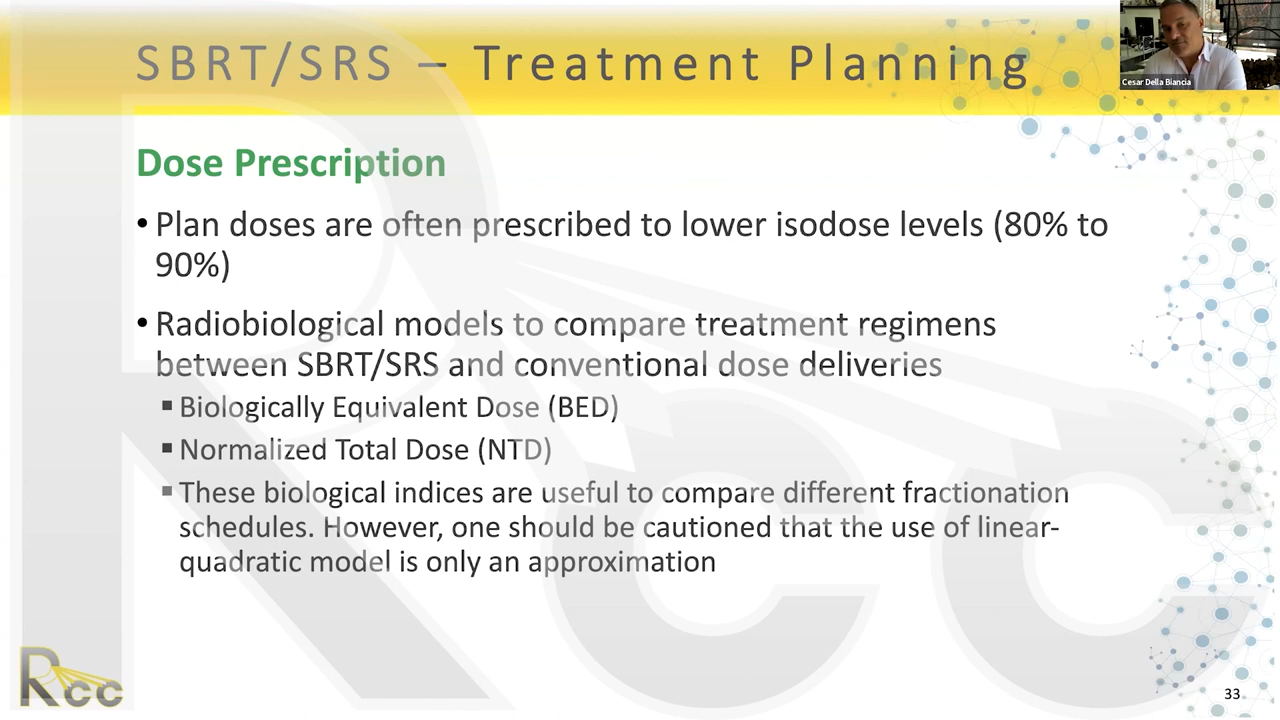 SBRT/SRS – Treatment Planning
Cesar Della Biancia
Dose Prescription
• Plan doses are often prescribed to lower isodose levels (80% to
90%)
• Radiobiological models to compare treatment regimens
between SBRT/SRS and conventional dose deliveries
▪ Biologically Equivalent Dose (BED)
▪ Normalized Total Dose (NTD)
▪ These biological indices are useful to compare different fractionation
schedules. However, one should be cautioned that the use of linear-
quadratic model is only an approximation
Rcc
33